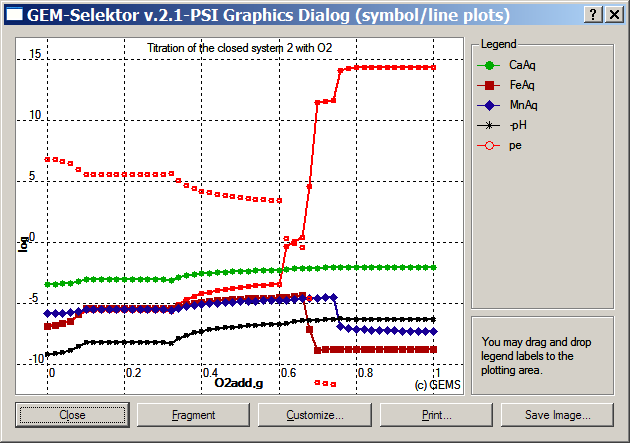 GEM-Selektor v.2.1-PSI Graphics Dialog (symbol/line plots)
Titration of the closed system 2 with O2
15
10
5
0
-5
-10
log
0
0.2
0.4
0.6
0.8
1
O2add,g
(c) GEMS
Legend
CaAq
FeAq
MnAq
-pH
pe
You may drag and drop
legend labels to the
plotting area.
Close
Fragment
Customize...
Print...
Save Image...